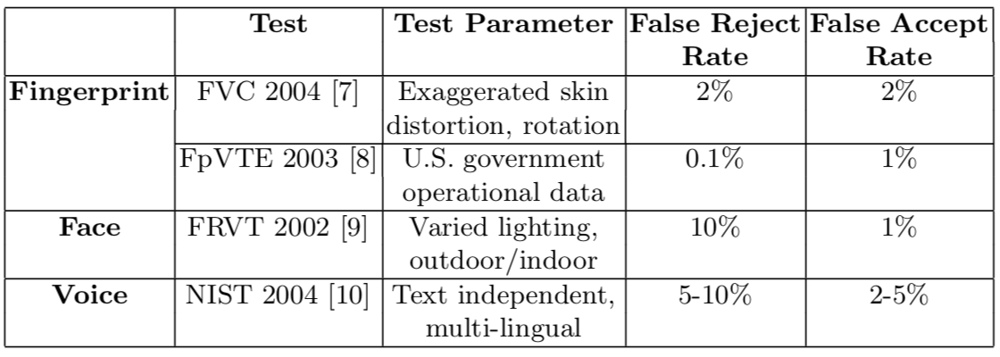 Test Test Parameter False Reject False Accept
Rate Rate
Fingerprint FVC 2004 [7] Exaggerated skin 2% 2%
distortion, rotation
FpVTE 2003 [8] U.S. government 0.1% 1%
operational data
Face FRVT 2002 [9] Varied lighting, 10% 1%
outdoor/indoor
Voice NIST 2004 [10] Text independent, 5-10% 2-5%
multi-lingual